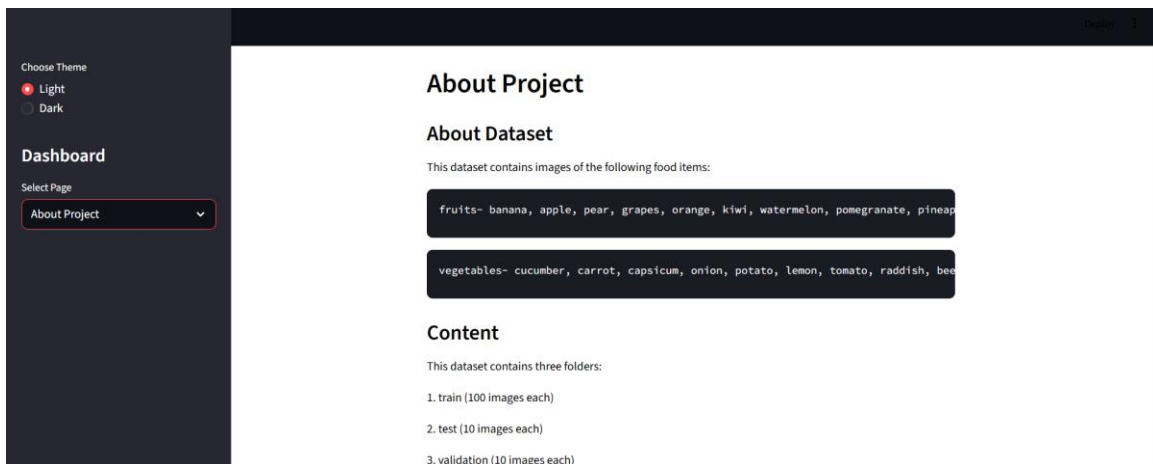 Deploy
Choose Theme
Light
Dark
Dashboard
Select Page
About Project
About Project
About Dataset
This dataset contains images of the following food items:
fruits- banana, apple, pear, grapes, orange, kiwi, watermelon, pomegranate, pineap
vegetables- cucumber, carrot, capsicum, onion, potato, lemon, tomato, raddish, bee
Content
This dataset contains three folders:
1. train (100 images each)
2. test (10 images each)
3. validation (10 images each)